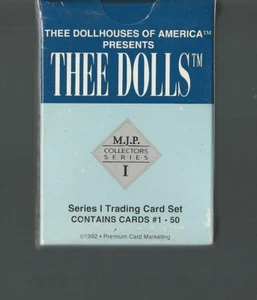 THEE DOLLHOUSES OF AMERICA™
PRESENTS
THEE DOLLS™
M.J.P.
COLLECTORS
SERIES
I
Series I Trading Card Set
CONTAINS CARDS #1 - 50
©1992 • Premium Card Marketing